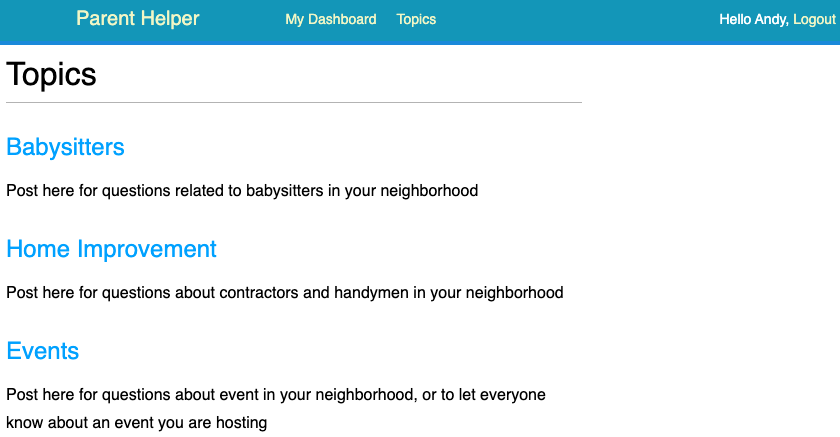 Parent Helper My Dashboard Topics Hello Andy, Logout
Topics
Babysitters
Post here for questions related to babysitters in your neighborhood
Home Improvement
Post here for questions about contractors and handymen in your neighborhood
Events
Post here for questions about event in your neighborhood, or to let everyone
know about an event you are hosting